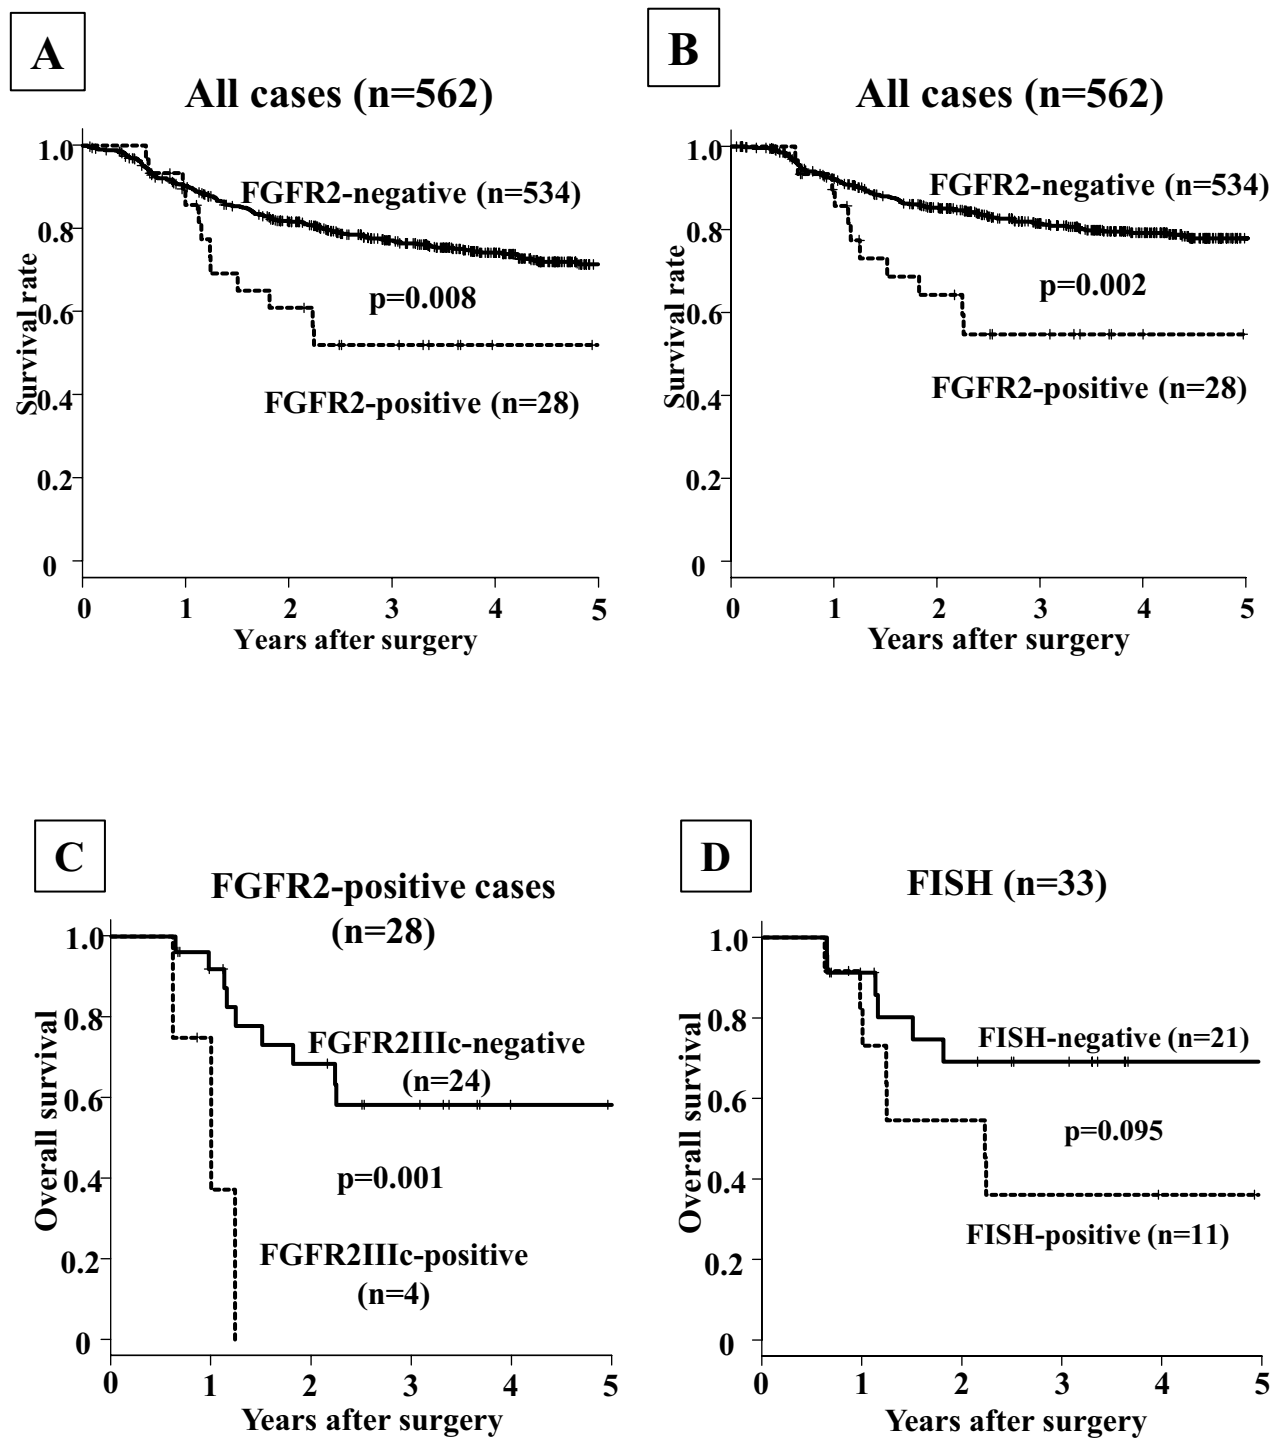 A
All cases (n=562)
1.0
0.8
0.6
0.4
0.2
0
Survival rate
FGFR2-negative (n=534)
p=0.008
FGFR2-positive (n=28)
0 1 2 3 4 5
Years after surgery
B
All cases (n=562)
1.0
0.8
0.6
0.4
0.2
0
Survival rate
FGFR2-negative (n=534)
p=0.002
FGFR2-positive (n=28)
0 1 2 3 4 5
Years after surgery
C
FGFR2-positive cases
(n=28)
1.0
0.8
0.6
0.4
0.2
0
Overall survival
FGFR2IIIc-negative
(n=24)
p=0.001
FGFR2IIIc-positive
(n=4)
0 1 2 3 4 5
Years after surgery
D
FISH (n=33)
1.0
0.8
0.6
0.4
0.2
0
Overall survival
FISH-negative (n=21)
p=0.095
FISH-positive (n=11)
0 1 2 3 4 5
Years after surgery